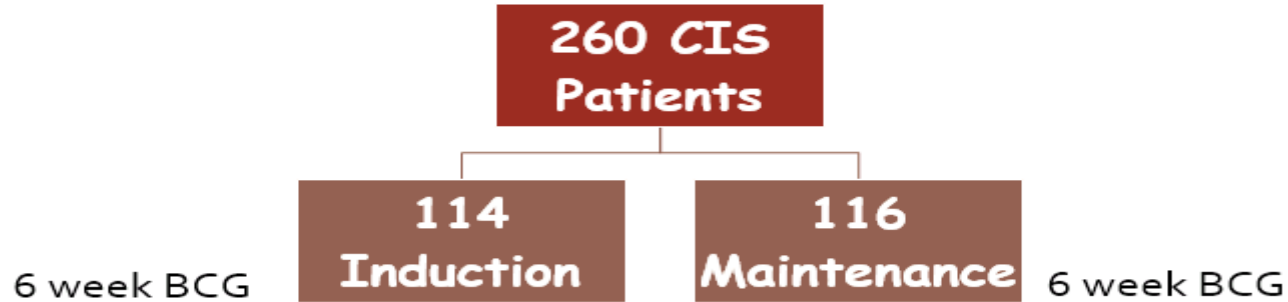 260 CIS
Patients
114
Induction
116
Maintenance
6 week BCG
6 week BCG